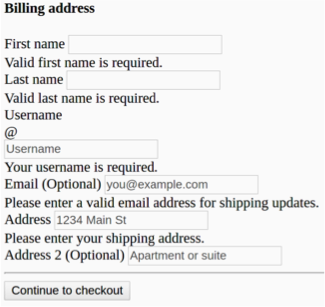 Billing address
First name
Valid first name is required.
Last name
Valid last name is required.
Username
@
Username
Your username is required.
Email (Optional) you@example.com
Please enter a valid email address for shipping updates.
Address 1234 Main St
Please enter your shipping address.
Address 2 (Optional) Apartment or suite
Continue to checkout